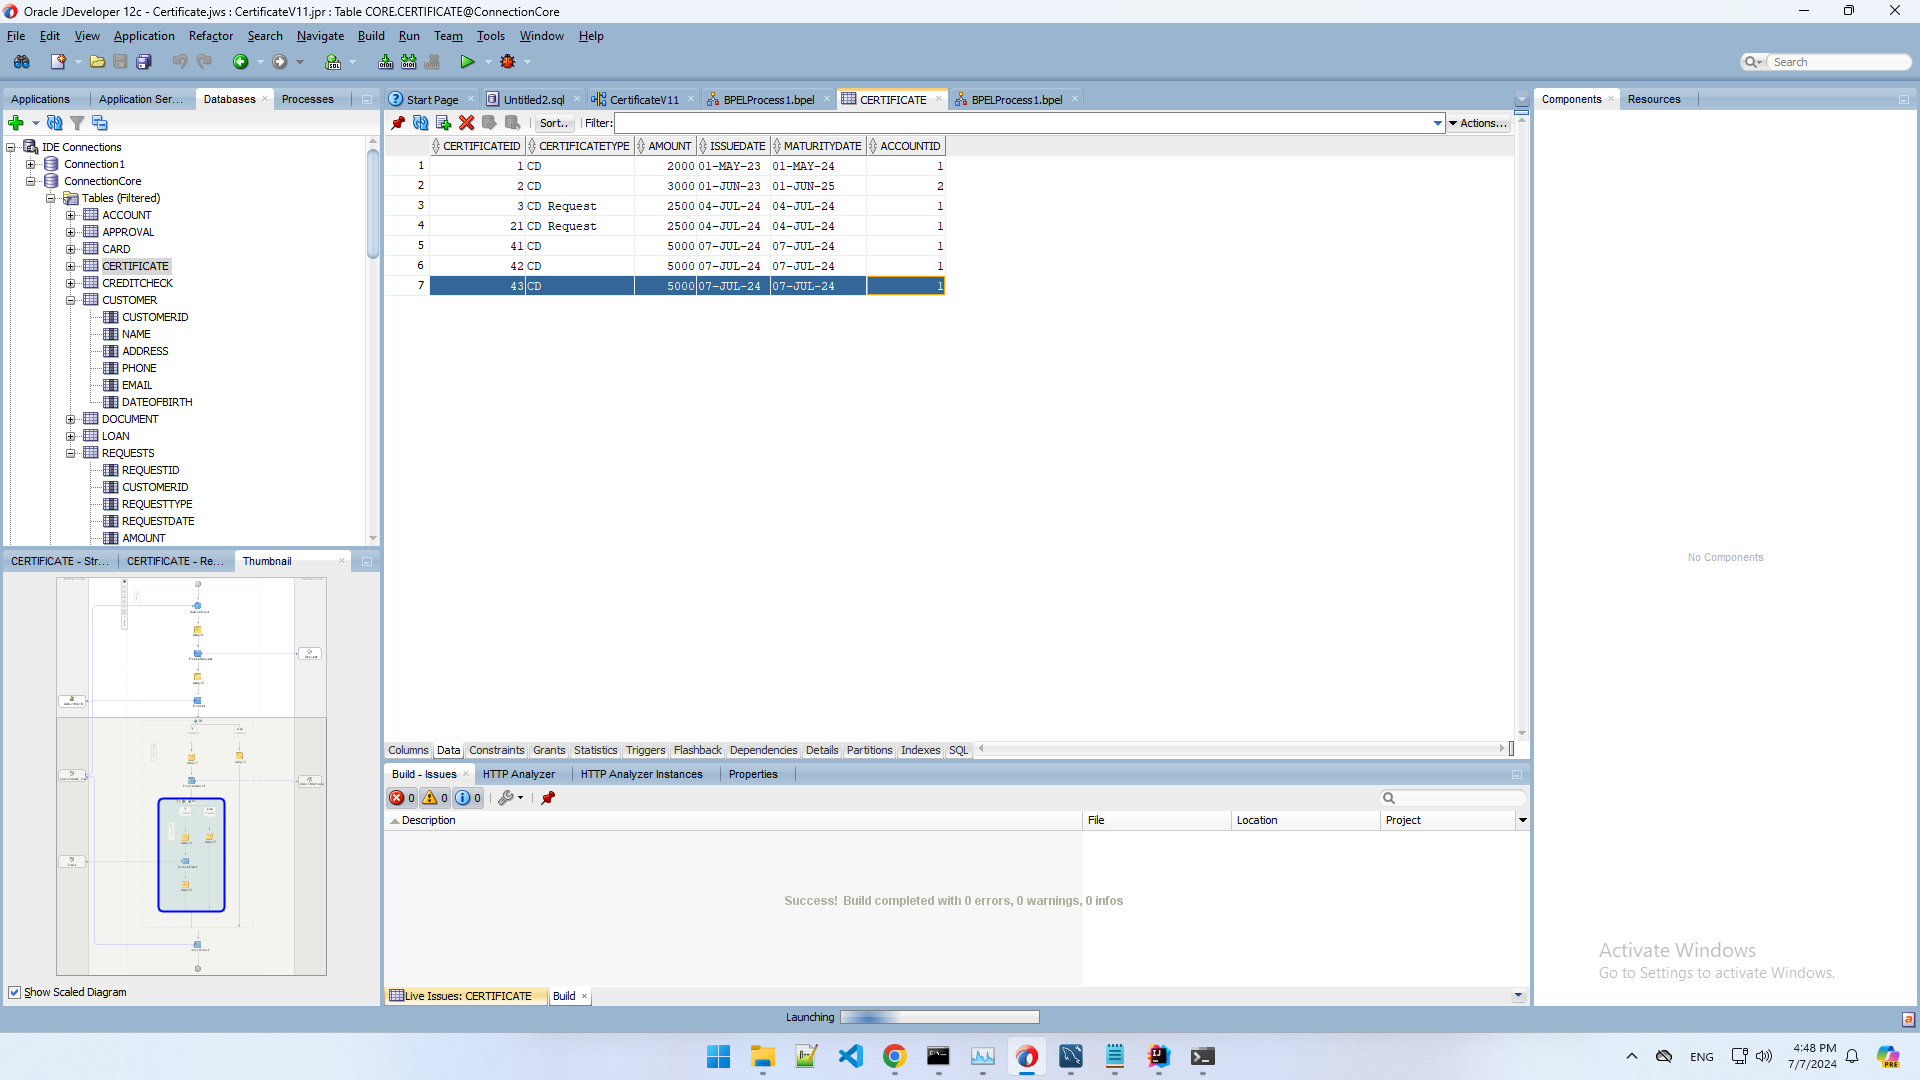 Oracle JDeveloper 12c - Certificate.jws : CertificateV11.jpr : Table CORE.CERTIFICATE@ConnectionCore
File Edit View Application Refactor Search Navigate Build Run Team Tools Window Help
Search
Applications Application Ser... Databases Processes
IDE Connections
Connection1
ConnectionCore
Tables (Filtered)
ACCOUNT
APPROVAL
CARD
CERTIFICATE
CREDITCHECK
CUSTOMER
CUSTOMERID
NAME
ADDRESS
PHONE
EMAIL
DATEOFBIRTH
DOCUMENT
LOAN
REQUESTS
REQUESTID
CUSTOMERID
REQUESTTYPE
REQUESTDATE
AMOUNT
CERTIFICATE - Str... CERTIFICATE - Re... Thumbnail
Show Scaled Diagram
Start Page Untitled2.sql CertificateV11 BPELProcess1.bpel CERTIFICATE BPELProcess1.bpel
Sort.. Filter: Actions...
CERTIFICATEID CERTIFICATETYPE AMOUNT ISSUEDATE MATURITYDATE ACCOUNTID
1 1 CD 2000 01-MAY-23 01-MAY-24 1
2 2 CD 3000 01-JUN-23 01-JUN-25 2
3 3 CD Request 2500 04-JUL-24 04-JUL-24 1
4 21 CD Request 2500 04-JUL-24 04-JUL-24 1
5 41 CD 5000 07-JUL-24 07-JUL-24 1
6 42 CD 5000 07-JUL-24 07-JUL-24 1
7 43 CD 5000 07-JUL-24 07-JUL-24 1
Columns Data Constraints Grants Statistics Triggers Flashback Dependencies Details Partitions Indexes SQL
Build - Issues HTTP Analyzer HTTP Analyzer Instances Properties
0 0 0
Description File Location Project
Success! Build completed with 0 errors, 0 warnings, 0 infos
Live Issues: CERTIFICATE Build
Launching
Components Resources
No Components
Activate Windows
Go to Settings to activate Windows.
ENG
4:48 PM
7/7/2024